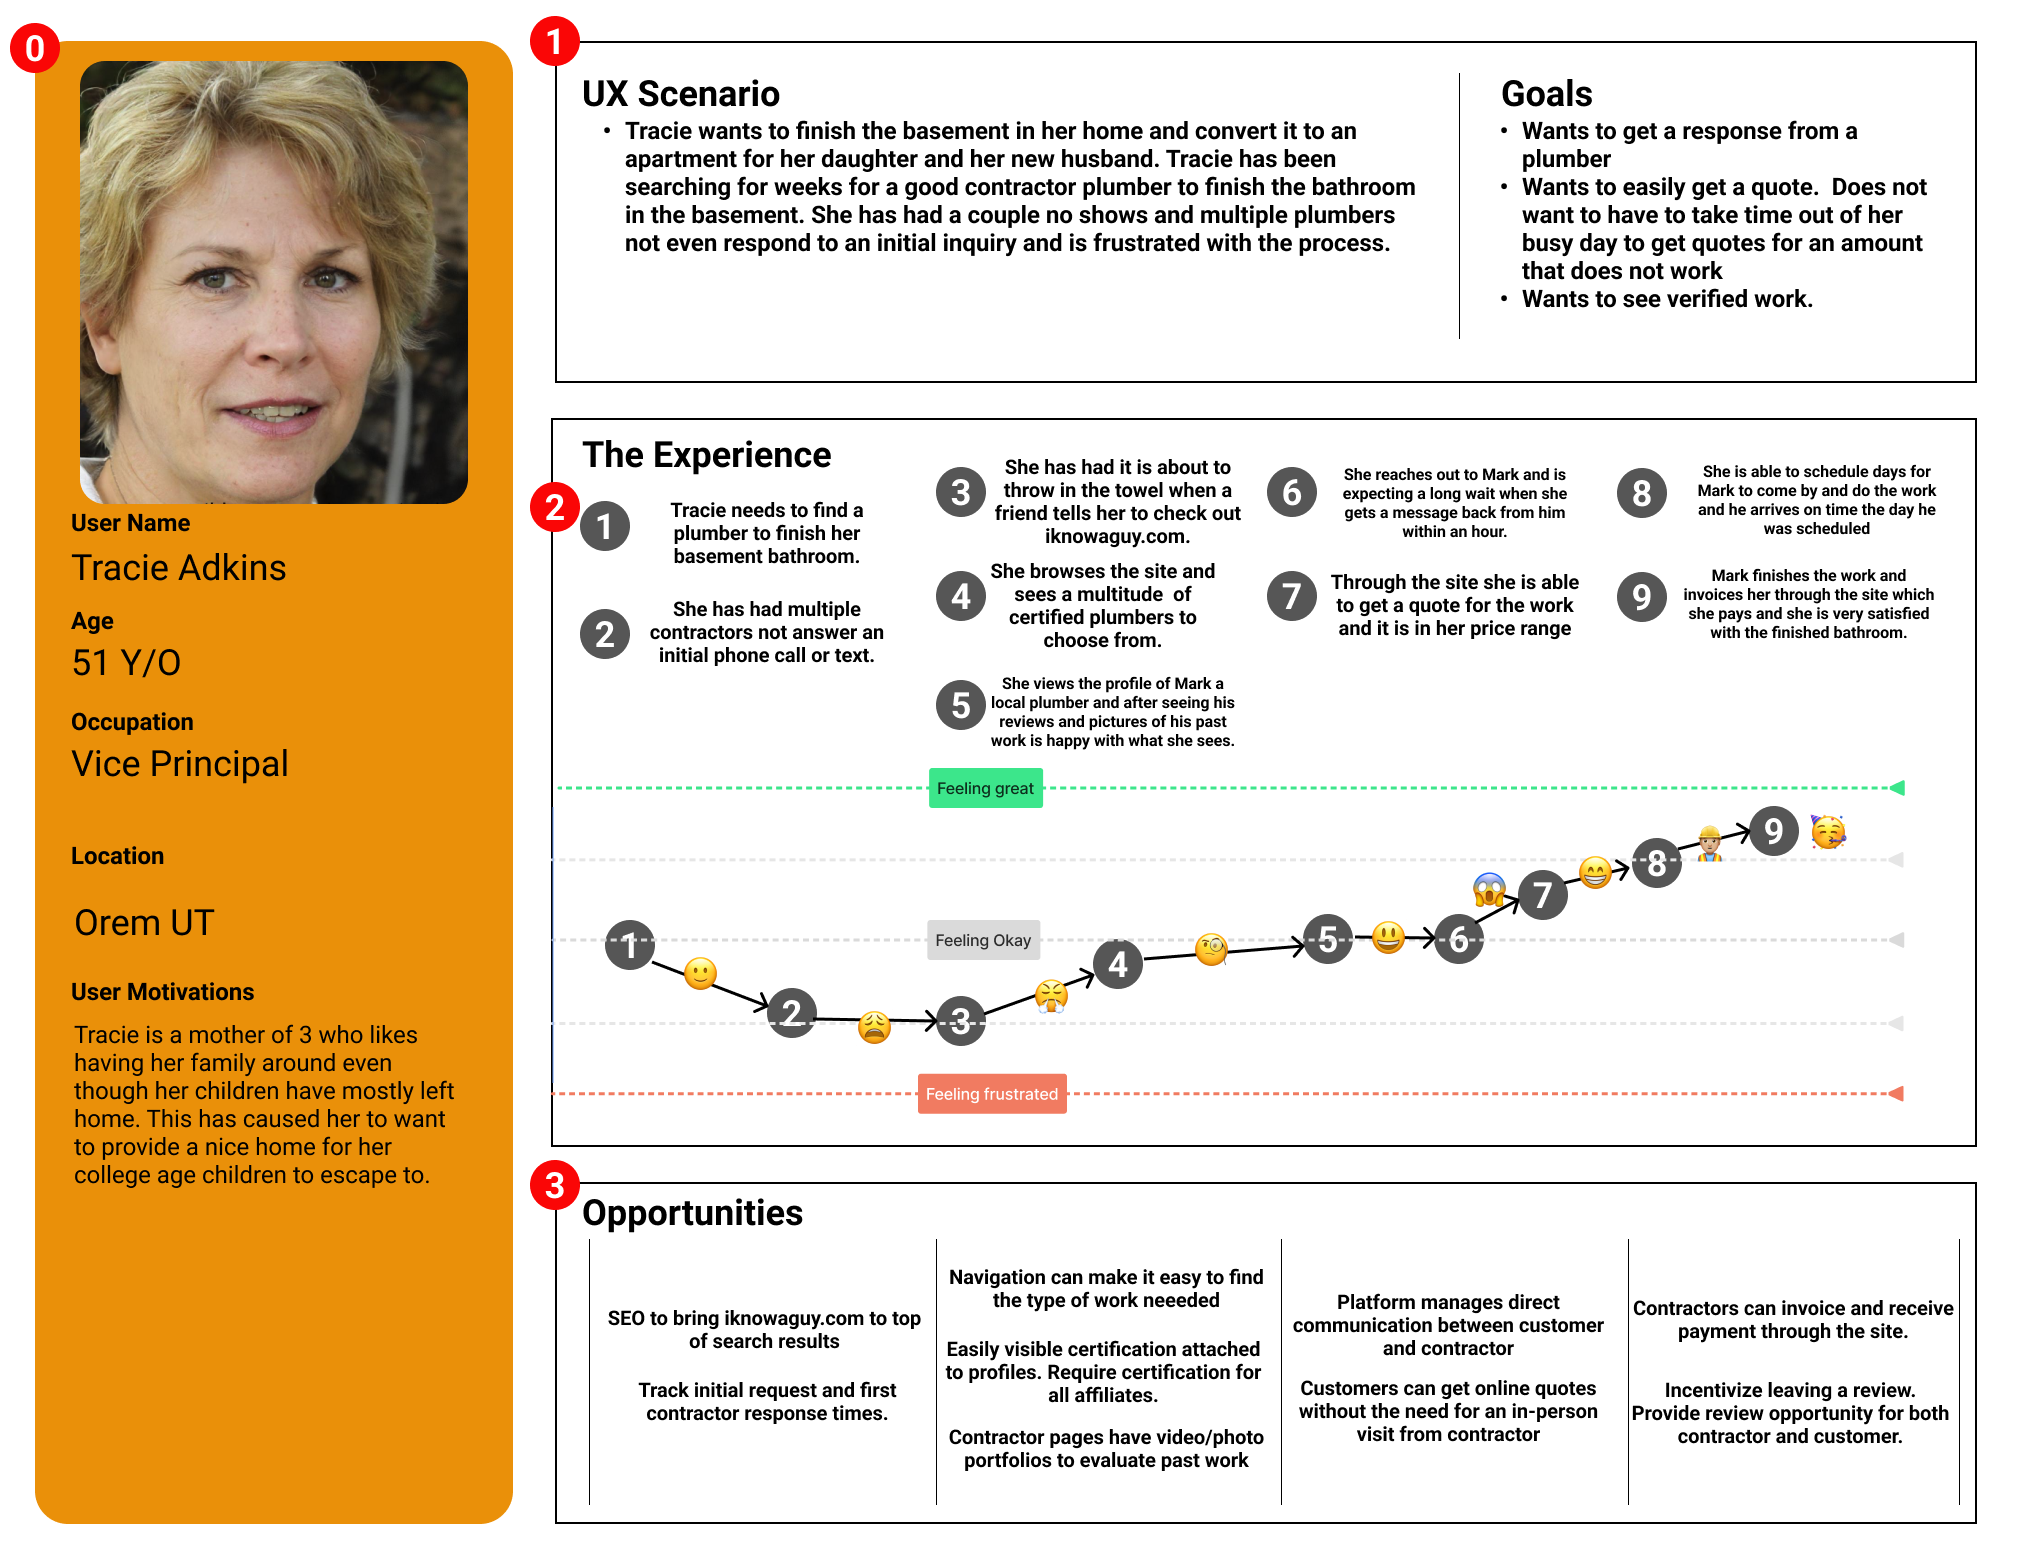 0
User Name
Tracie Adkins
Age
51 Y/O
Occupation
Vice Principal
Location
Orem UT
User Motivations
Tracie is a mother of 3 who likes
having her family around even
though her children have mostly left
home. This has caused her to want
to provide a nice home for her
college age children to escape to.
1
UX Scenario
• Tracie wants to finish the basement in her home and convert it to an
apartment for her daughter and her new husband. Tracie has been
searching for weeks for a good contractor plumber to finish the bathroom
in the basement. She has had a couple no shows and multiple plumbers
not even respond to an initial inquiry and is frustrated with the process.
Goals
• Wants to get a response from a
plumber
• Wants to easily get a quote.  Does not
want to have to take time out of her
busy day to get quotes for an amount
that does not work
• Wants to see verified work.
2
The Experience
1
Tracie needs to find a
plumber to finish her
basement bathroom.
2
She has had multiple
contractors not answer an
initial phone call or text.
3
She has had it is about to
throw in the towel when a
friend tells her to check out
iknowaguy.com.
4
She browses the site and
sees a multitude  of
certified plumbers to
choose from.
5
She views the profile of Mark a
local plumber and after seeing his
reviews and pictures of his past
work is happy with what she sees.
6
She reaches out to Mark and is
expecting a long wait when she
gets a message back from him
within an hour.
7
Through the site she is able
to get a quote for the work
and it is in her price range
8
She is able to schedule days for
Mark to come by and do the work
and he arrives on time the day he
was scheduled
9
Mark finishes the work and
invoices her through the site which
she pays and she is very satisfied
with the finished bathroom.
Feeling great
Feeling Okay
Feeling frustrated
1
2
3
4
5
6
7
8
9
3
Opportunities
SEO to bring iknowaguy.com to top
of search results
Track initial request and first
contractor response times.
Navigation can make it easy to find
the type of work neeeded
Easily visible certification attached
to profiles. Require certification for
all affiliates.
Contractor pages have video/photo
portfolios to evaluate past work
Platform manages direct
communication between customer
and contractor
Customers can get online quotes
without the need for an in-person
visit from contractor
Contractors can invoice and receive
payment through the site.
Incentivize leaving a review.
Provide review opportunity for both
contractor and customer.